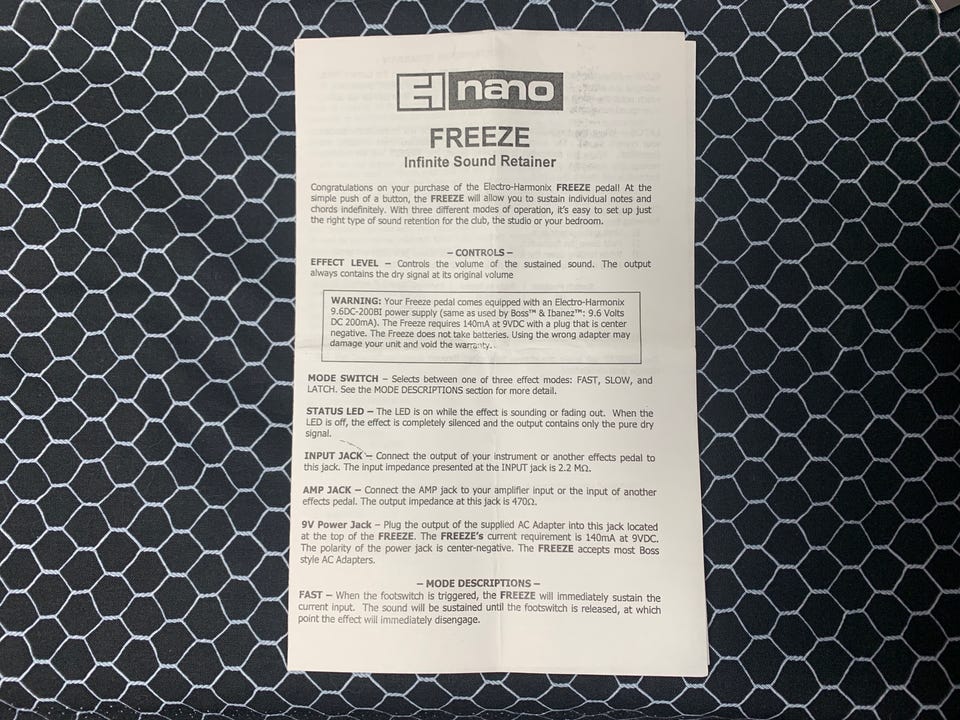 EH nano
FREEZE
Infinite Sound Retainer
Congratulations on your purchase of the Electro-Harmonix FREEZE pedal! At the
simple push of a button, the FREEZE will allow you to sustain individual notes and
chords indefinitely. With three different modes of operation, it's easy to set up just
the right type of sound retention for the club, the studio or your bedroom.
– CONTROLS –
EFFECT LEVEL – Controls the volume of the sustained sound. The output
always contains the dry signal at its original volume
WARNING: Your Freeze pedal comes equipped with an Electro-Harmonix
9.6DC-200BI power supply (same as used by Boss™ & Ibanez™: 9.6 Volts
DC 200mA). The Freeze requires 140mA at 9VDC with a plug that is center
negative. The Freeze does not take batteries. Using the wrong adapter may
damage your unit and void the warranty.
MODE SWITCH – Selects between one of three effect modes: FAST, SLOW, and
LATCH. See the MODE DESCRIPTIONS section for more detail.
STATUS LED – The LED is on while the effect is sounding or fading out. When the
LED is off, the effect is completely silenced and the output contains only the pure dry
signal.
INPUT JACK – Connect the output of your instrument or another effects pedal to
this jack. The input impedance presented at the INPUT jack is 2.2 MΩ.
AMP JACK – Connect the AMP jack to your amplifier input or the input of another
effects pedal. The output impedance at this jack is 470Ω.
9V Power Jack – Plug the output of the supplied AC Adapter into this jack located
at the top of the FREEZE. The FREEZE's current requirement is 140mA at 9VDC.
The polarity of the power jack is center-negative. The FREEZE accepts most Boss
style AC Adapters.
– MODE DESCRIPTIONS –
FAST – When the footswitch is triggered, the FREEZE will immediately sustain the
current input. The sound will be sustained until the footswitch is released, at which
point the effect will immediately disengage.